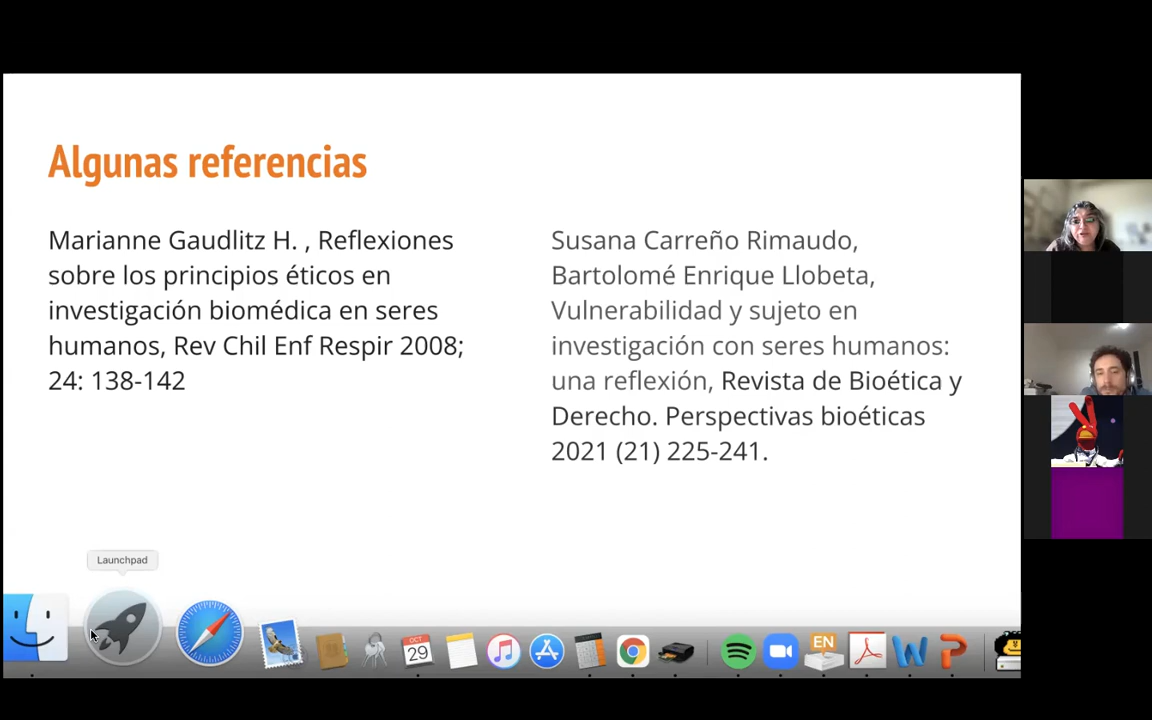 Algunas referencias
Marianne Gaudlitz H. , Reflexiones
sobre los principios éticos en
investigación biomédica en seres
humanos, Rev Chil Enf Respir 2008;
24: 138-142
Susana Carreño Rimaudo,
Bartolomé Enrique Llobeta,
Vulnerabilidad y sujeto en
investigación con seres humanos:
una reflexión, Revista de Bioética y
Derecho. Perspectivas bioéticas
2021 (21) 225-241.
Launchpad
OCT
29
EN